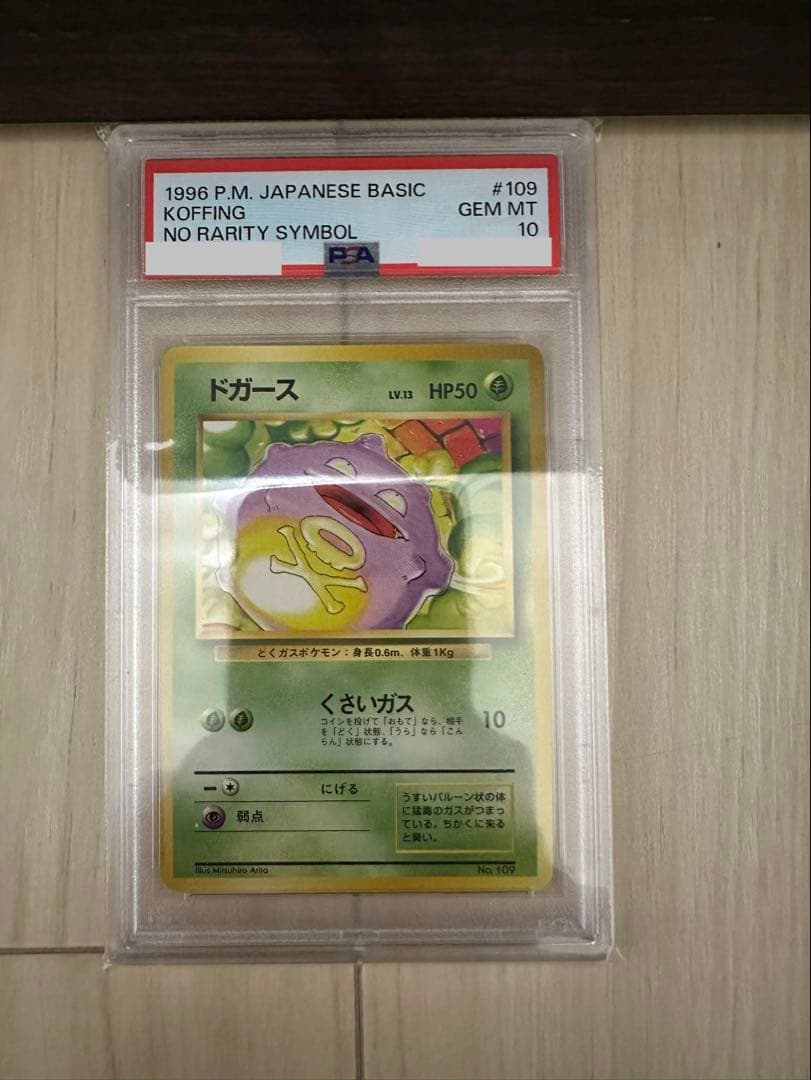 1996 P.M. JAPANESE BASIC #109
KOFFING GEM MT
NO RARITY SYMBOL 10
PSA
ドガース LV.13 HP50
どくガスポケモン：身長0.6m、体重1Kg
くさいガス 10
コインを投げて「おもて」なら、相手
を「どく」状態、「うら」なら「こん
らん」状態にする。
にげる
弱点
うすいバルーン状の体
に猛毒のガスがつまっ
ている。ちかくに来る
と臭い。
Illus Mitsuhiro Arita No. 109